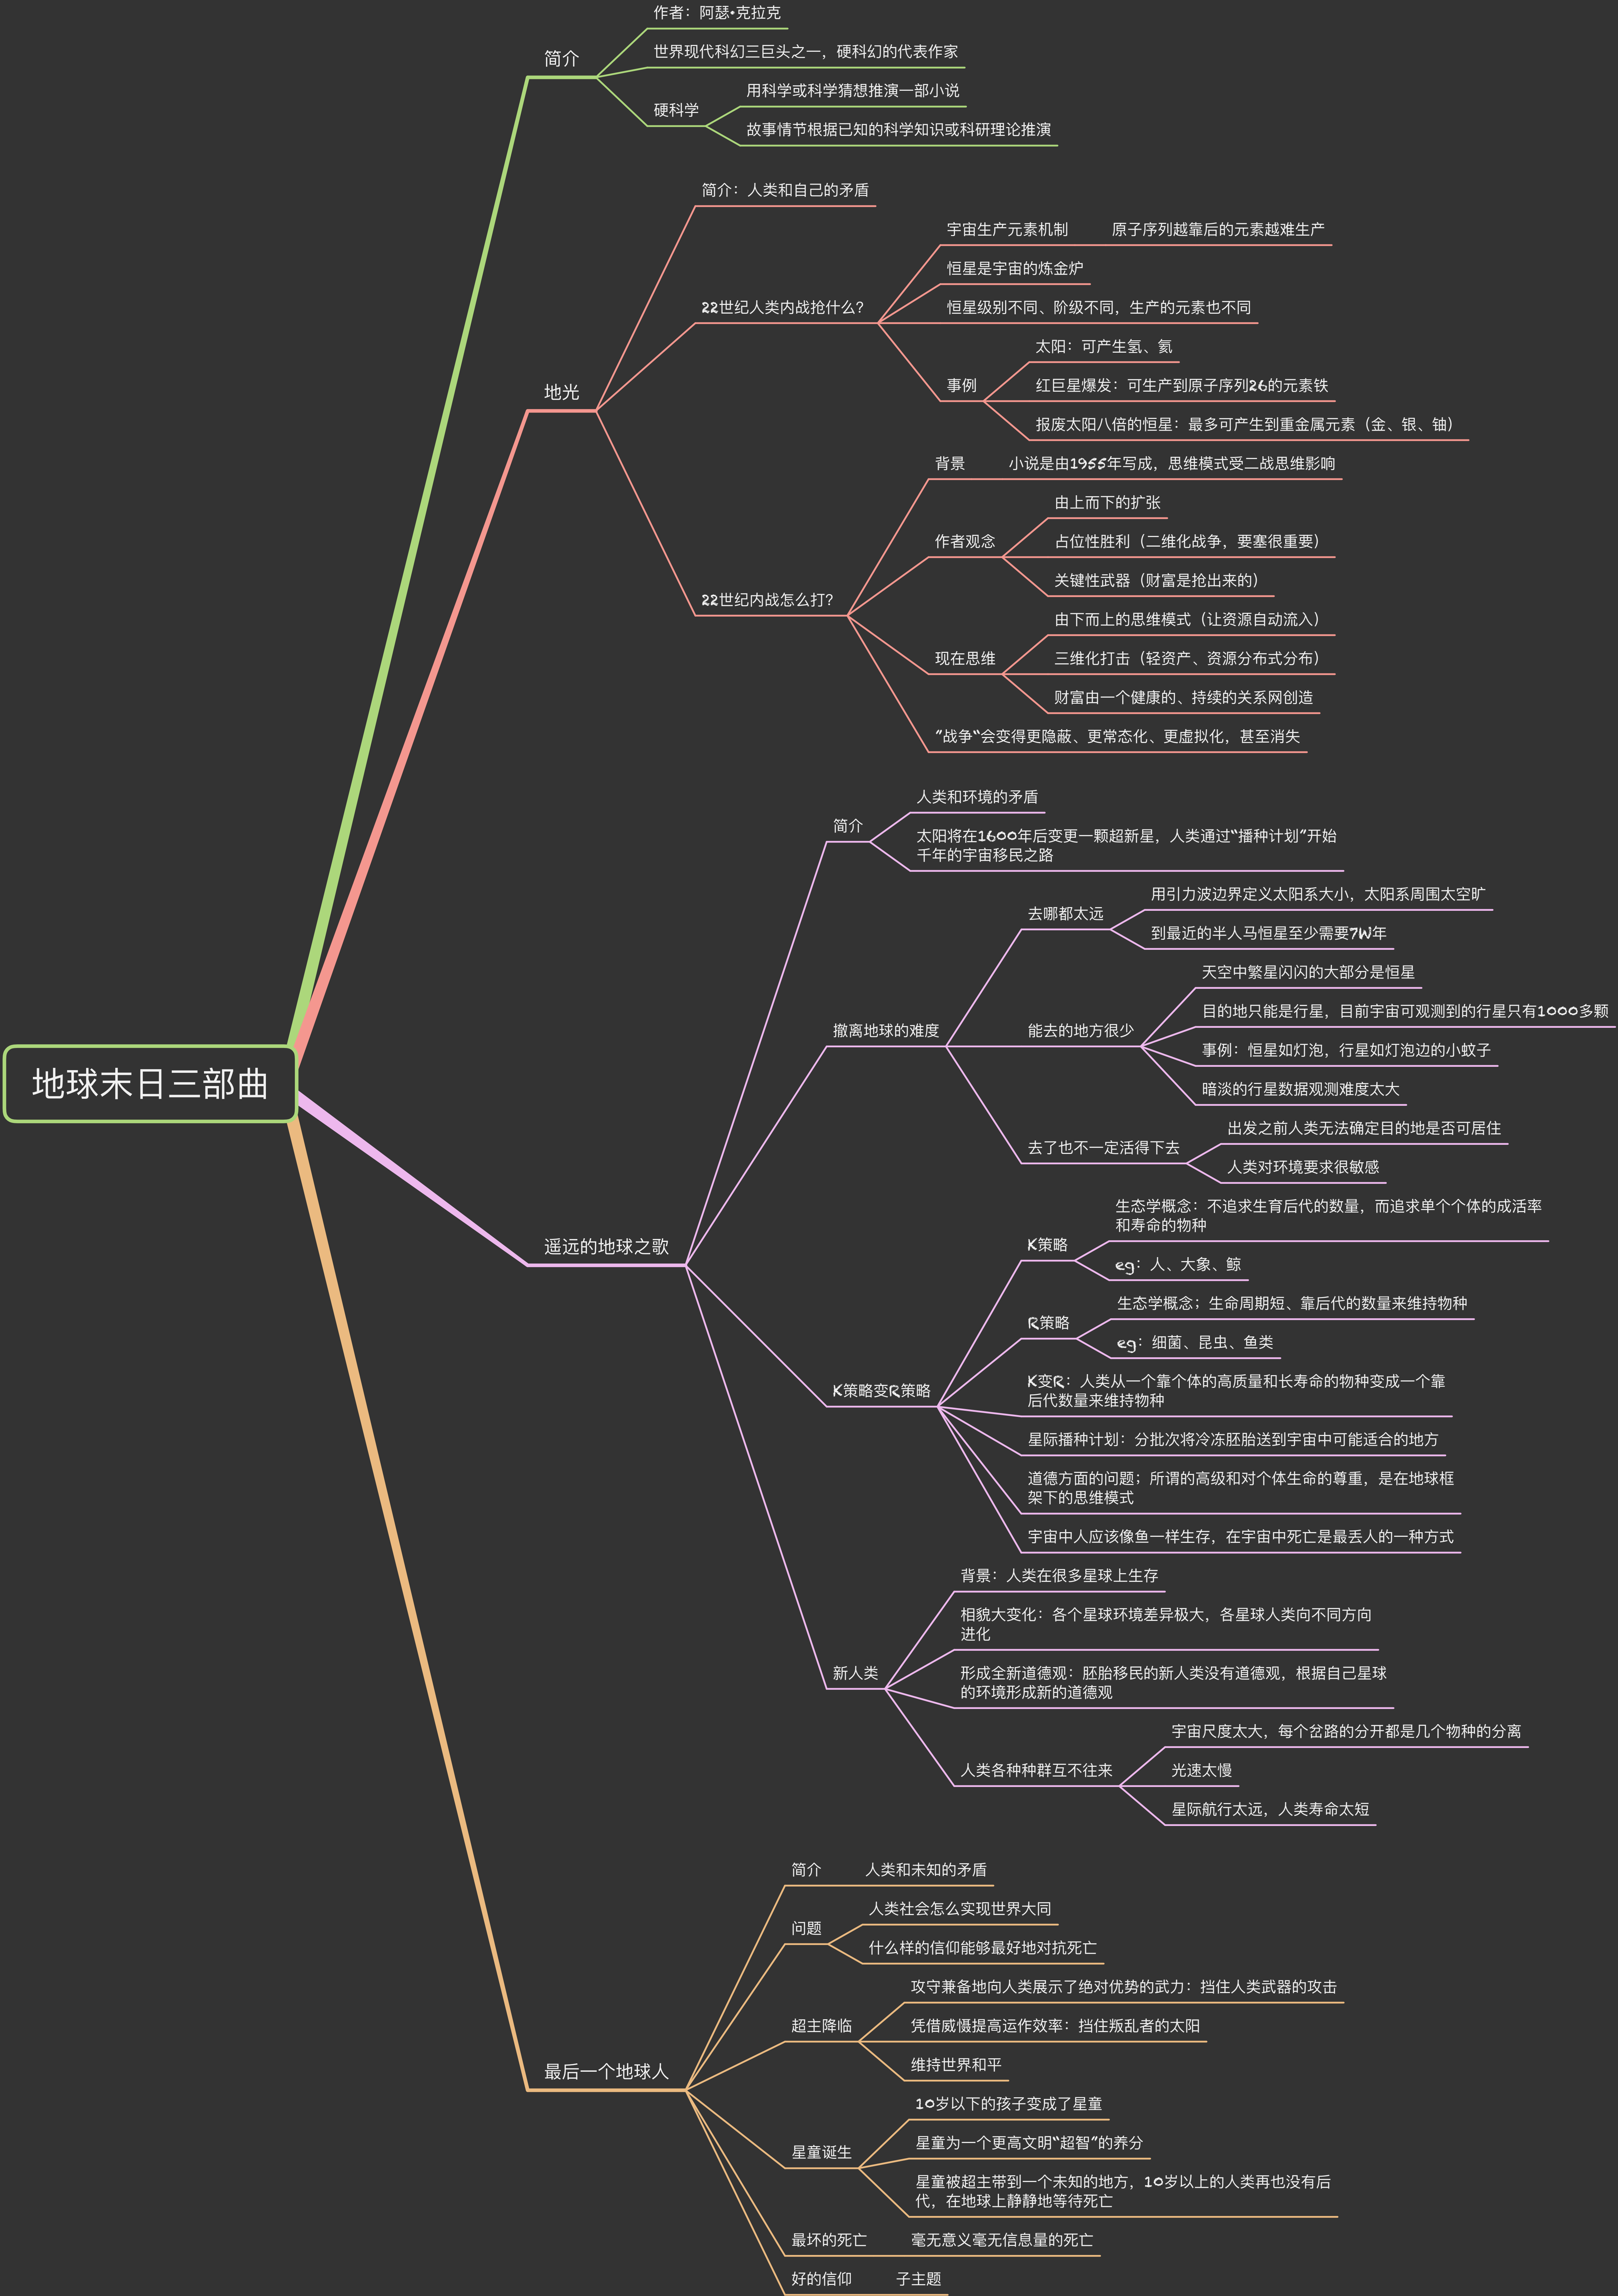 地球末日三部曲
简介
作者：阿瑟·克拉克
世界现代科幻三巨头之一，硬科幻的代表作家
硬科学
用科学或科学猜想推演一部小说
故事情节根据已知的科学知识或科研理论推演
地光
简介：人类和自己的矛盾
22世纪人类内战抢什么？
宇宙生产元素机制
原子序列越靠后的元素越难生产
恒星是宇宙的炼金炉
恒星级别不同、阶级不同，生产的元素也不同
事例
太阳：可产生氢、氦
红巨星爆发：可生产到原子序列26的元素铁
报废太阳八倍的恒星：最多可产生到重金属元素（金、银、铀）
22世纪内战怎么打？
背景
小说是由1955年写成，思维模式受二战思维影响
作者观念
由上而下的扩张
占位性胜利（二维化战争，要塞很重要）
关键性武器（财富是抢出来的）
现在思维
由下而上的思维模式（让资源自动流入）
三维化打击（轻资产、资源分布式分布）
财富由一个健康的、持续的关系网创造
”战争“会变得更隐蔽、更常态化、更虚拟化，甚至消失
遥远的地球之歌
简介
人类和环境的矛盾
太阳将在1600年后变更一颗超新星，人类通过“播种计划”开始
千年的宇宙移民之路
撤离地球的难度
去哪都太远
用引力波边界定义太阳系大小，太阳系周围太空旷
到最近的半人马恒星至少需要7W年
能去的地方很少
天空中繁星闪闪的大部分是恒星
目的地只能是行星，目前宇宙可观测到的行星只有1000多颗
事例：恒星如灯泡，行星如灯泡边的小蚊子
暗淡的行星数据观测难度太大
去了也不一定活得下去
出发之前人类无法确定目的地是否可居住
人类对环境要求很敏感
K策略变R策略
K策略
生态学概念：不追求生育后代的数量，而追求单个个体的成活率
和寿命的物种
eg：人、大象、鲸
R策略
生态学概念；生命周期短、靠后代的数量来维持物种
eg：细菌、昆虫、鱼类
K变R：人类从一个靠个体的高质量和长寿命的物种变成一个靠
后代数量来维持物种
星际播种计划：分批次将冷冻胚胎送到宇宙中可能适合的地方
道德方面的问题；所谓的高级和对个体生命的尊重，是在地球框
架下的思维模式
宇宙中人应该像鱼一样生存，在宇宙中死亡是最丢人的一种方式
新人类
背景：人类在很多星球上生存
相貌大变化：各个星球环境差异极大，各星球人类向不同方向
进化
形成全新道德观：胚胎移民的新人类没有道德观，根据自己星球
的环境形成新的道德观
人类各种种群互不往来
宇宙尺度太大，每个岔路的分开都是几个物种的分离
光速太慢
星际航行太远，人类寿命太短
最后一个地球人
简介
人类和未知的矛盾
问题
人类社会怎么实现世界大同
什么样的信仰能够最好地对抗死亡
超主降临
攻守兼备地向人类展示了绝对优势的武力：挡住人类武器的攻击
凭借威慑提高运作效率：挡住叛乱者的太阳
维持世界和平
星童诞生
10岁以下的孩子变成了星童
星童为一个更高文明“超智”的养分
星童被超主带到一个未知的地方，10岁以上的人类再也没有后
代，在地球上静静地等待死亡
最坏的死亡
毫无意义毫无信息量的死亡
好的信仰
子主题